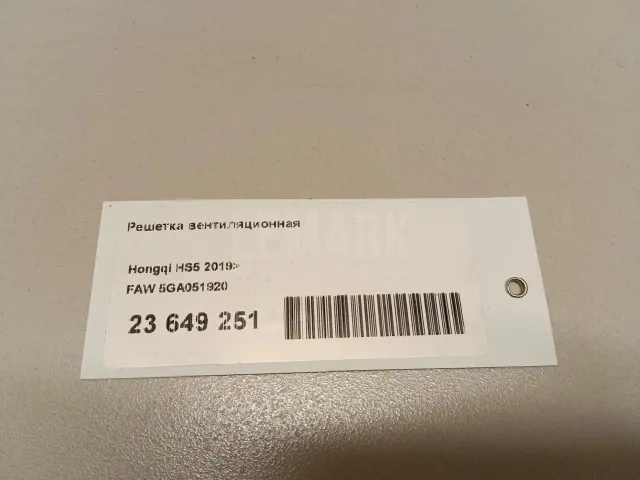 Решетка вентиляционная
Hongqi HS5 2019>
FAW 5GA051920
23 649 251